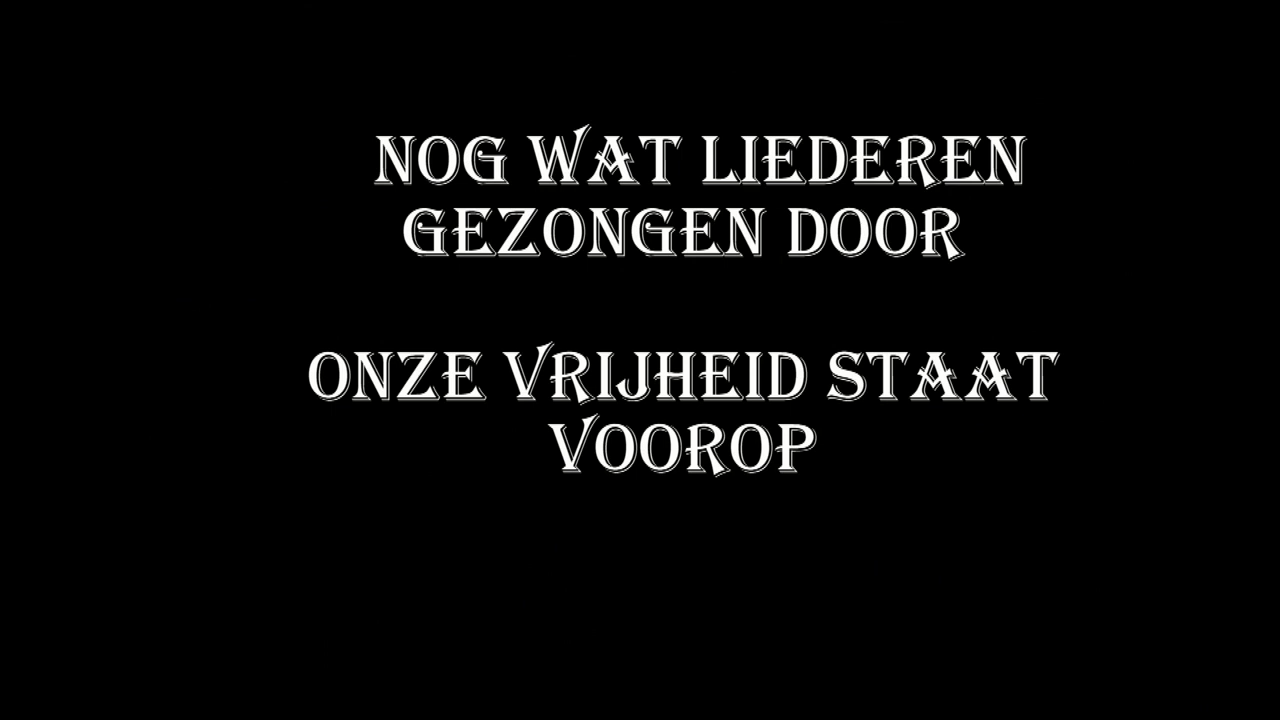 NOG WAT LIEDEREN
GEZONGEN DOOR
ONZE VRIJHEID STAAT
VOOROP